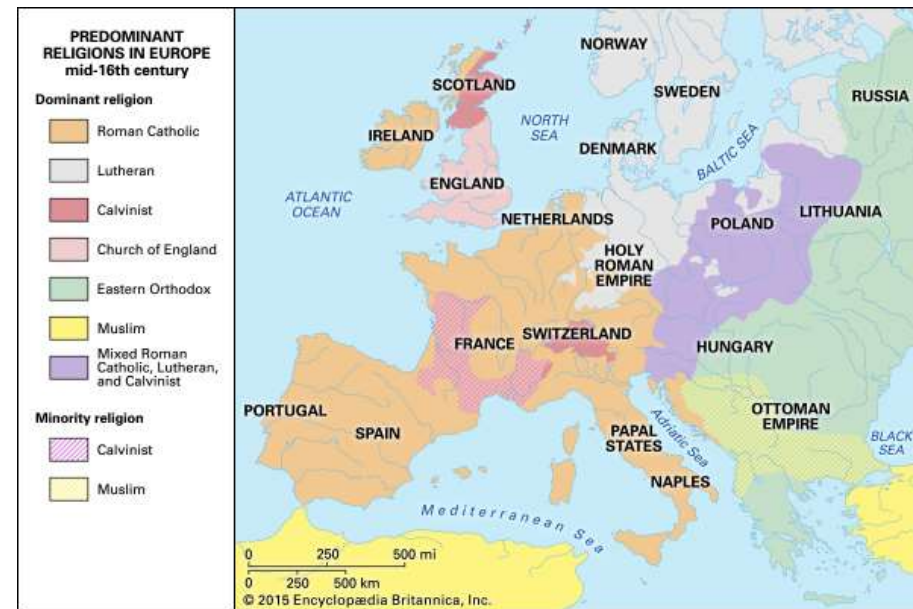 PREDOMINANT
RELIGIONS IN EUROPE
mid-16th century
Dominant religion
Roman Catholic
Lutheran
Calvinist
Church of England
Eastern Orthodox
Muslim
Mixed Roman
Catholic, Lutheran,
and Calvinist
Minority religion
Calvinist
Muslim
NORWAY
SWEDEN
RUSSIA
SCOTLAND
NORTH
SEA
IRELAND
DENMARK
BALTIC SEA
ENGLAND
ATLANTIC
OCEAN
NETHERLANDS
POLAND
LITHUANIA
HOLY
ROMAN
EMPIRE
FRANCE
SWITZERLAND
HUNGARY
PORTUGAL
SPAIN
PAPAL
STATES
Adriatic Sea
OTTOMAN
EMPIRE
BLACK
SEA
NAPLES
Mediterranean Sea
0 250 500 mi
0 250 500 km
© 2015 Encyclopædia Britannica, Inc.